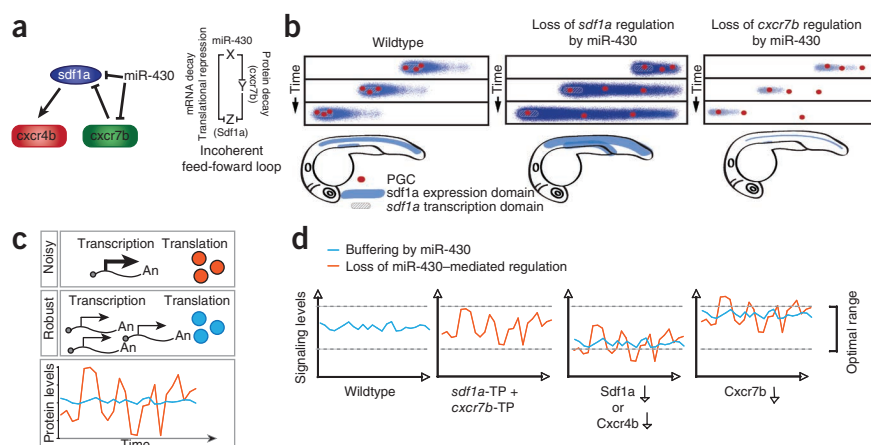 a
sdf1a
miR-430
cxcr4b
cxcr7b
miR-430
Incoherent
X
Y
Z
(Sdf1a)
mRNA decay
Translational repression
Protein decay
(cxcr7b)
Incoherent
feed-foward loop
b
Wildtype
Loss of sdf1a regulation
by miR-430
Loss of cxcr7b regulation
by miR-430
Time
Time
Time
PGC
sdf1a expression domain
sdf1a transcription domain
c
Noisy
Transcription
Translation
An
Robust
Transcription
Translation
An
An
Protein levels
Time
d
Buffering by miR-430
Loss of miR-430–mediated regulation
Signaling levels
Wildtype
sdf1a-TP +
cxcr7b-TP
Sdf1a
or
Cxcr4b
Cxcr7b
Optimal range